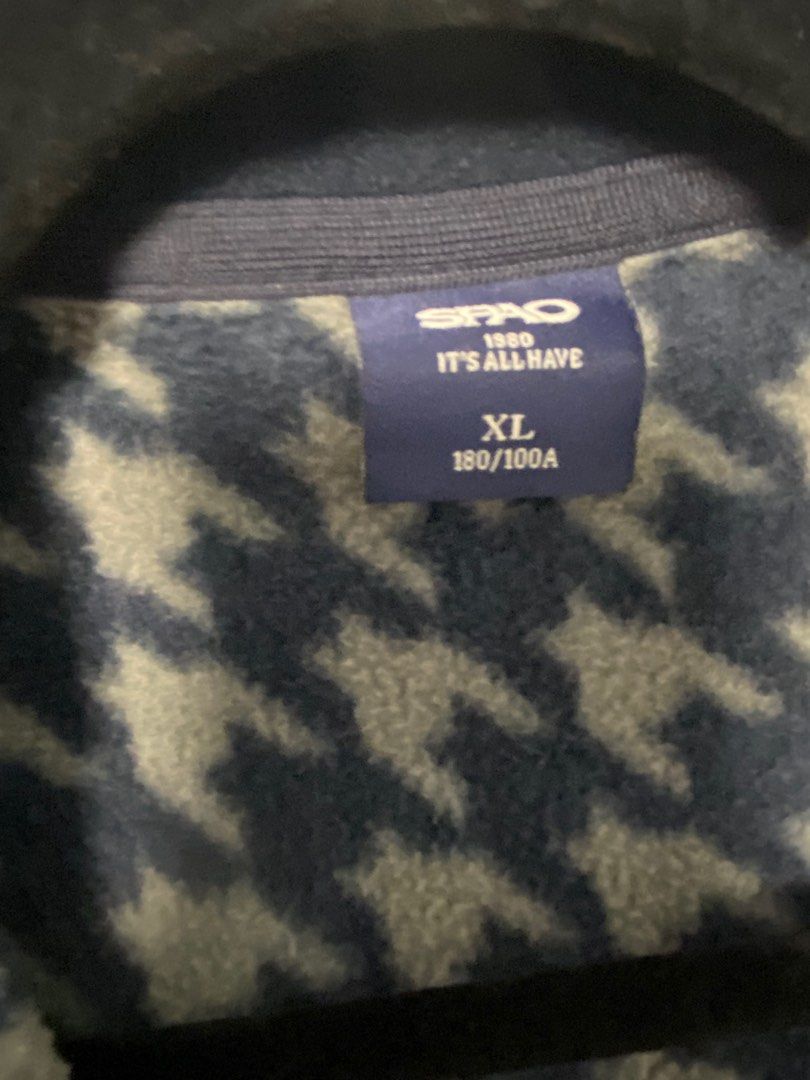 SPAO
1980
IT'S ALL HAVE
XL
180/100A